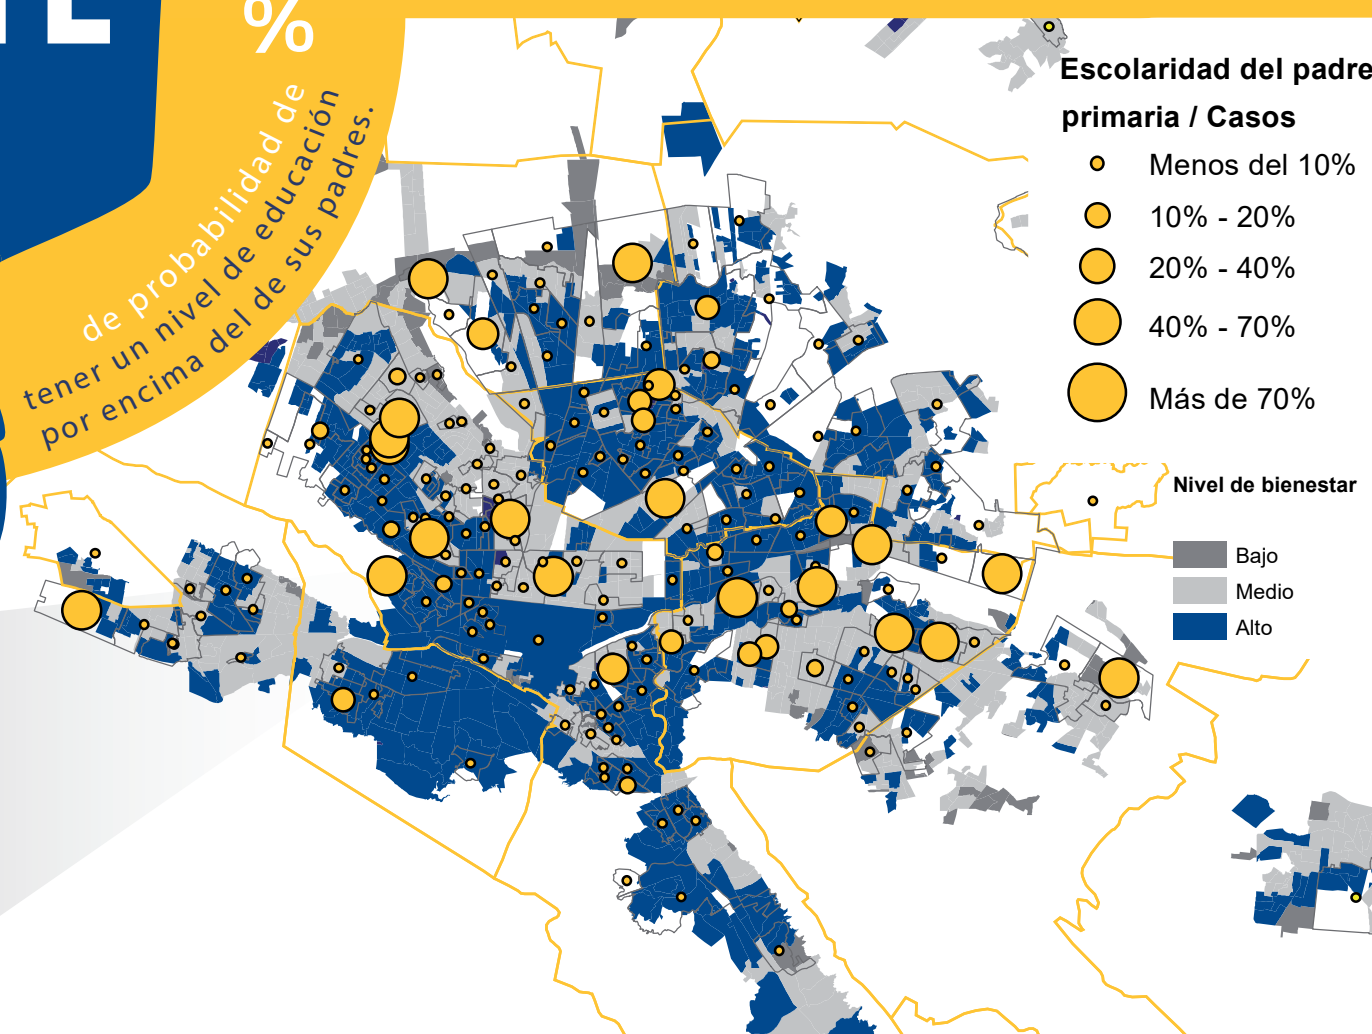 %
de probabilidad de
tener un nivel de educación
por encima del de sus padres.
Escolaridad del padre
primaria / Casos
Menos del 10%
10% - 20%
20% - 40%
40% - 70%
Más de 70%
Nivel de bienestar
Bajo
Medio
Alto